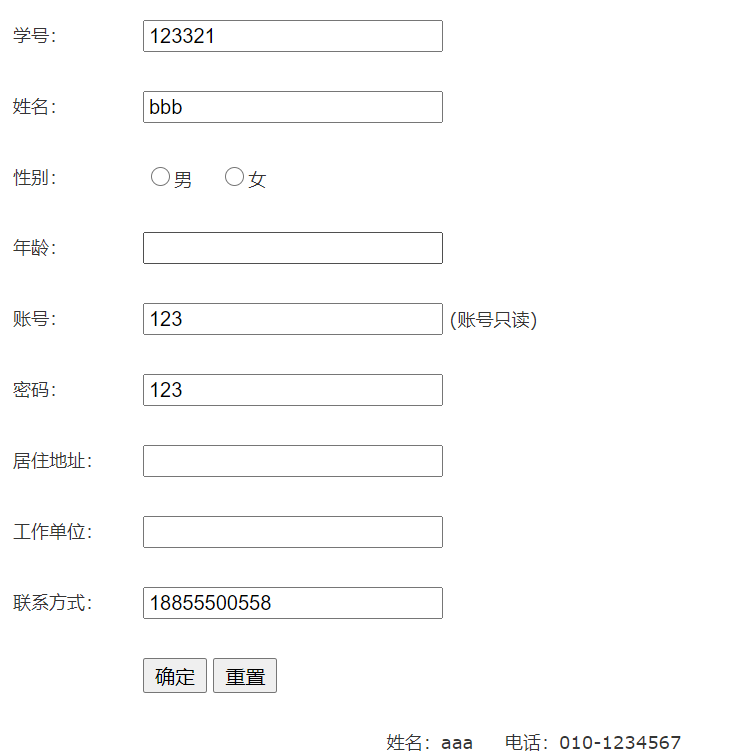 学号： 123321
姓名： bbb
性别： 男 女
年龄：
账号： 123 (账号只读)
密码： 123
居住地址：
工作单位：
联系方式： 18855500558
确定 重置
姓名：aaa 电话：010-1234567